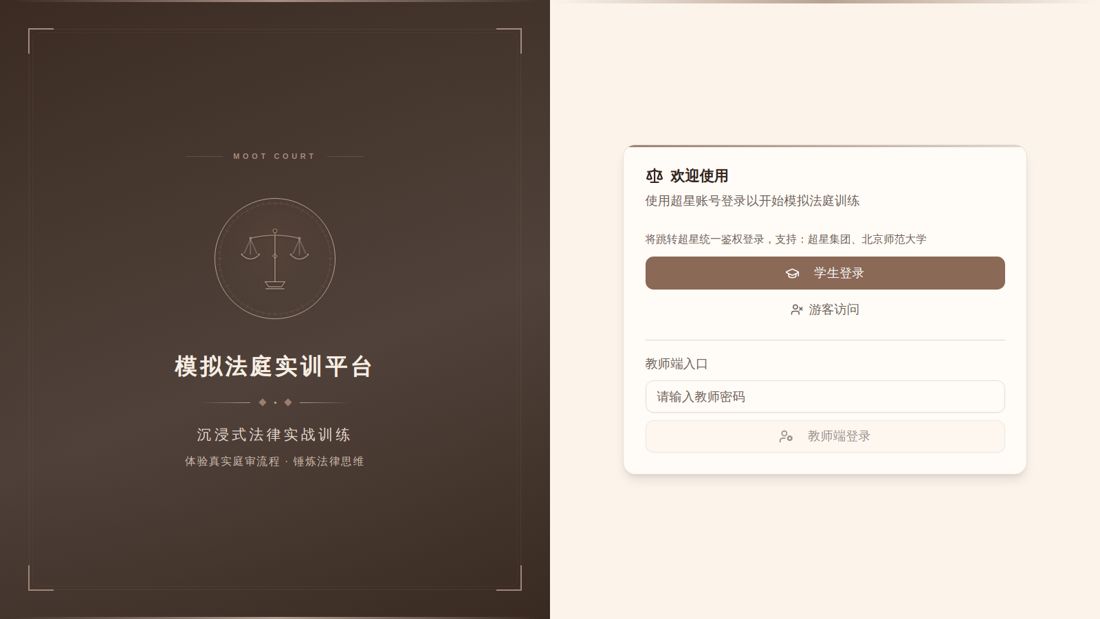 MOOT COURT
模拟法庭实训平台
沉浸式法律实战训练
体验真实庭审流程 · 锤炼法律思维
欢迎使用
使用超星账号登录以开始模拟法庭训练
将跳转超星统一鉴权登录，支持：超星集团、北京师范大学
学生登录
游客访问
教师端入口
请输入教师密码
教师端登录